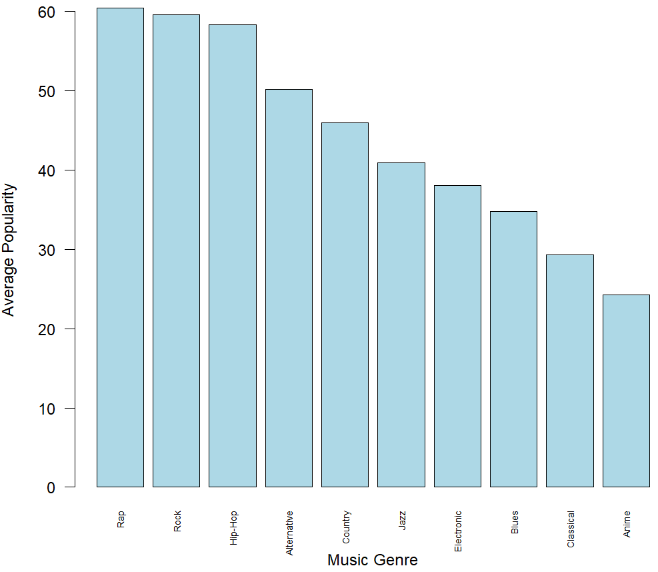 Average Popularity
60
50
40
30
20
10
0
Rap
Rock
Hip-Hop
Alternative
Country
Jazz
Electronic
Blues
Classical
Anime
Music Genre